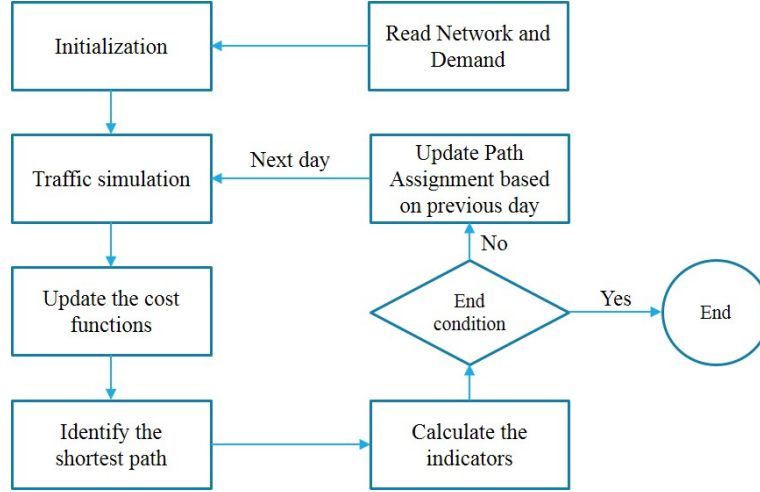 Initialization
Read Network and
Demand
Traffic simulation
Next day
Update Path
Assignment based
on previous day
No
Update the cost
functions
End
condition
Yes
End
Identify the
shortest path
Calculate the
indicators